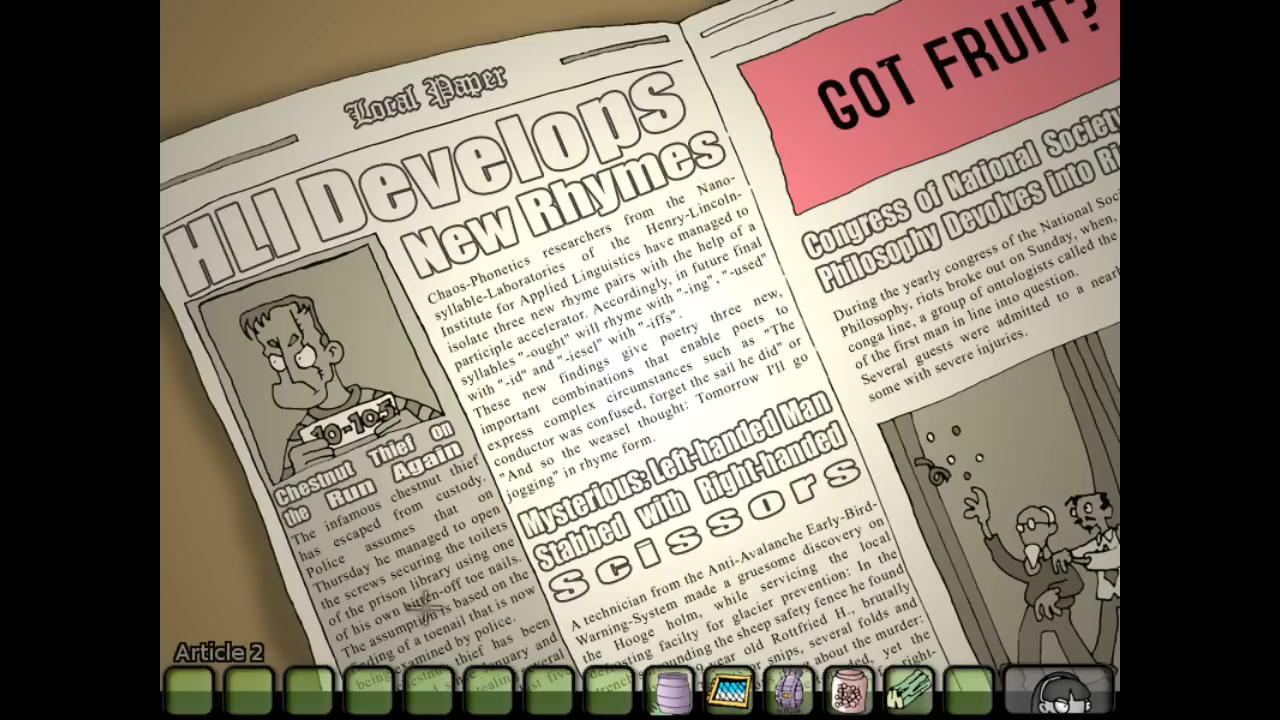 Local Paper
HLI Develops
New Rhymes
Chaos-Phonetics researchers from the Nano-
syllable-Laboratories of the Henry-Lincoln-
Institute for Applied Linguistics have managed to
isolate three new rhyme pairs with the help of a
participle accelerator. Accordingly, in future final
syllables "-ought" will rhyme with "-ing", "-used"
with "-id" and "-iesel" with "-iffs".
These new findings give poetry three new,
important combinations that enable poets to
express complex circumstances such as "The
conductor was confused, forget the sail he did" or
"And so the weasel thought: Tomorrow I'll go
jogging" in rhyme form.
10-105
Chestnut Thief on
the Run Again
The infamous chestnut thief
has escaped from custody.
Police assumes that on
Thursday he managed to open
the screws securing the toilets
of the prison library using one
of his own bitten-off toe nails.
The assumption is based on the
finding of a toenail that is now
being examined by police.
thief has been
Mysterious: Left-handed Man
Stabbed with Right-handed
Scissors
A technician from the Anti-Avalanche Early-Bird-
Warning-System made a gruesome discovery on
the Hooge holm, while servicing the local
facilty for glacier prevention: In the
the sheep safety fence he found
year old Rottfried H., brutally
snips, several folds and
about the murder:
yet the
right-
GOT FRUIT?
Congress of National Society
Philosophy Devolves into
During the yearly congress of the National
Philosophy, riots broke out on Sunday, when,
conga line, a group of ontologists called the
of the first man in line into question.
Several guests were admitted to a
some with severe injuries.
Article 2